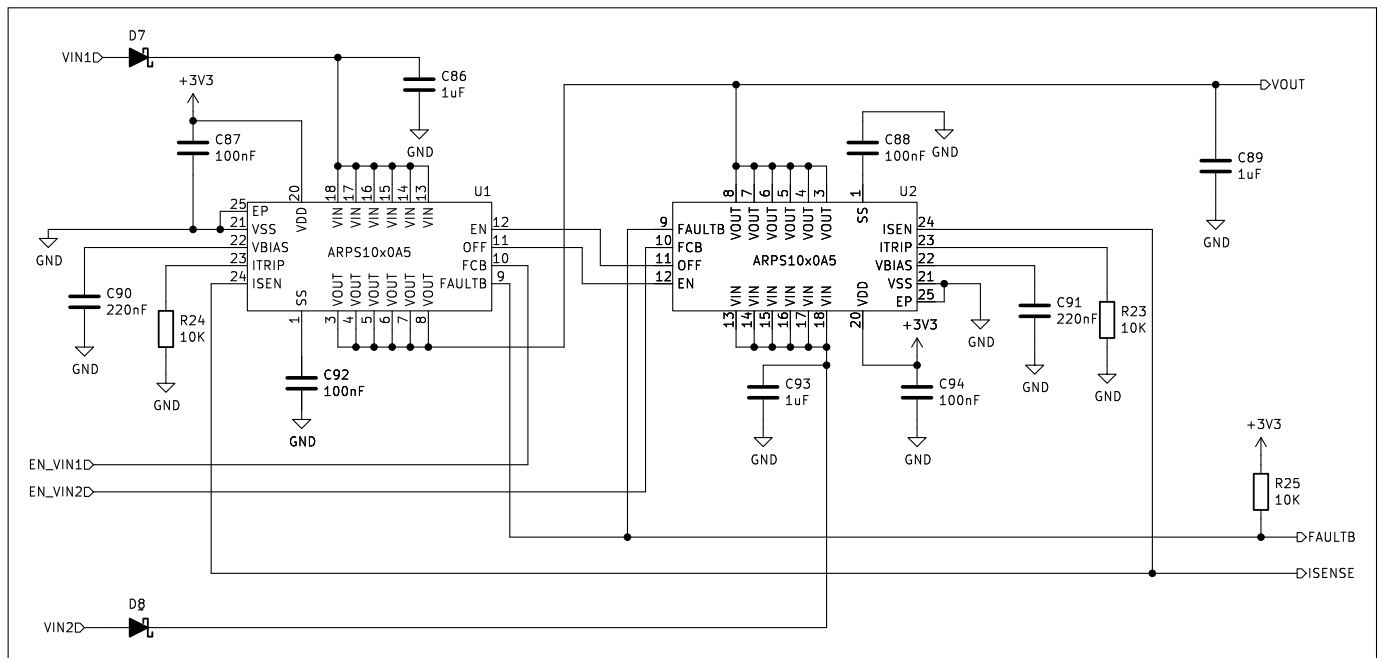 D7
VIN1
+3V3
C86
1uF
GND
C87
100nF
VOUT
C88
100nF
GND
C89
1uF
GND
U1
20
VDD
18
17
16
15
14
13
VIN
VIN
VIN
VIN
VIN
VIN
25
EP
21
VSS
22
VBIAS
23
ITRIP
24
ISEN
ARPS10x0A5
EN
12
OFF
11
FCB
10
FAULTB
9
SS
1
VOUT
VOUT
VOUT
VOUT
VOUT
VOUT
3
4
5
6
7
8
GND
C90
220nF
GND
R24
10K
GND
C92
100nF
GND
U2
8
7
6
5
4
3
VOUT
VOUT
VOUT
VOUT
VOUT
VOUT
1
SS
9
FAULTB
10
FCB
11
OFF
12
EN
ARPS10x0A5
ISEN
24
ITRIP
23
VBIAS
22
VSS
21
EP
25
VIN
VIN
VIN
VIN
VIN
VIN
13
14
15
16
17
18
VDD
20
+3V3
GND
C91
220nF
GND
R23
10K
GND
C93
1uF
GND
C94
100nF
GND
EN_VIN1
EN_VIN2
+3V3
R25
10K
FAULTB
ISENSE
D8
VIN2